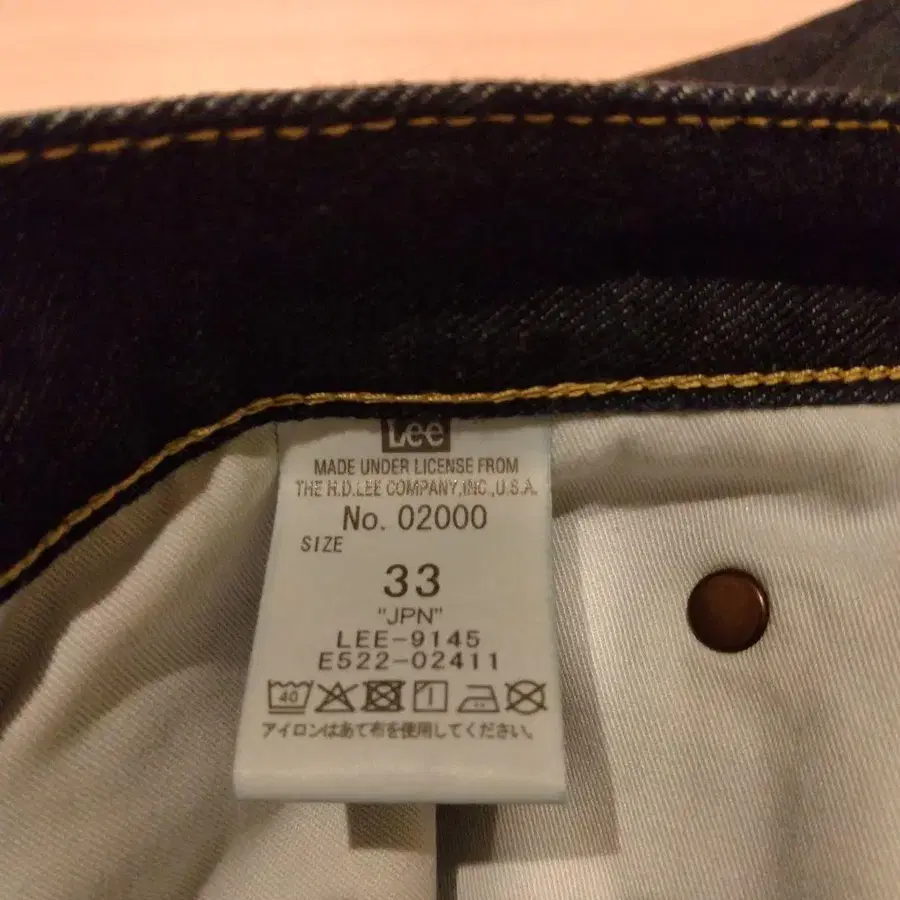 Lee
MADE UNDER LICENSE FROM
THE H.D.LEE COMPANY,INC.,U.S.A.
No. 02000
SIZE
33
"JPN"
LEE-9145
E522-02411
40
アイロンはあて布を使用してください。